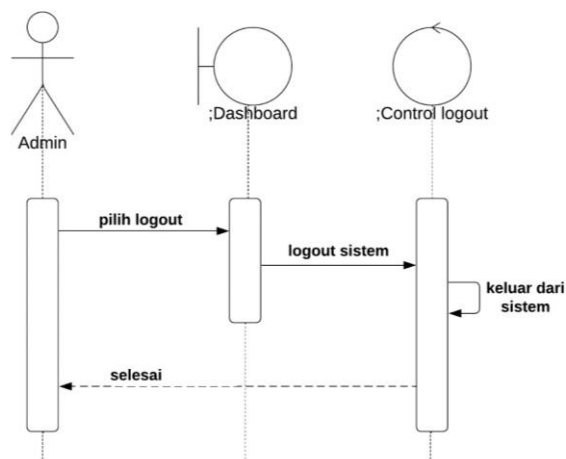 ;Dashboard
;Control logout
Admin
pilih logout
logout sistem
keluar dari
sistem
selesai